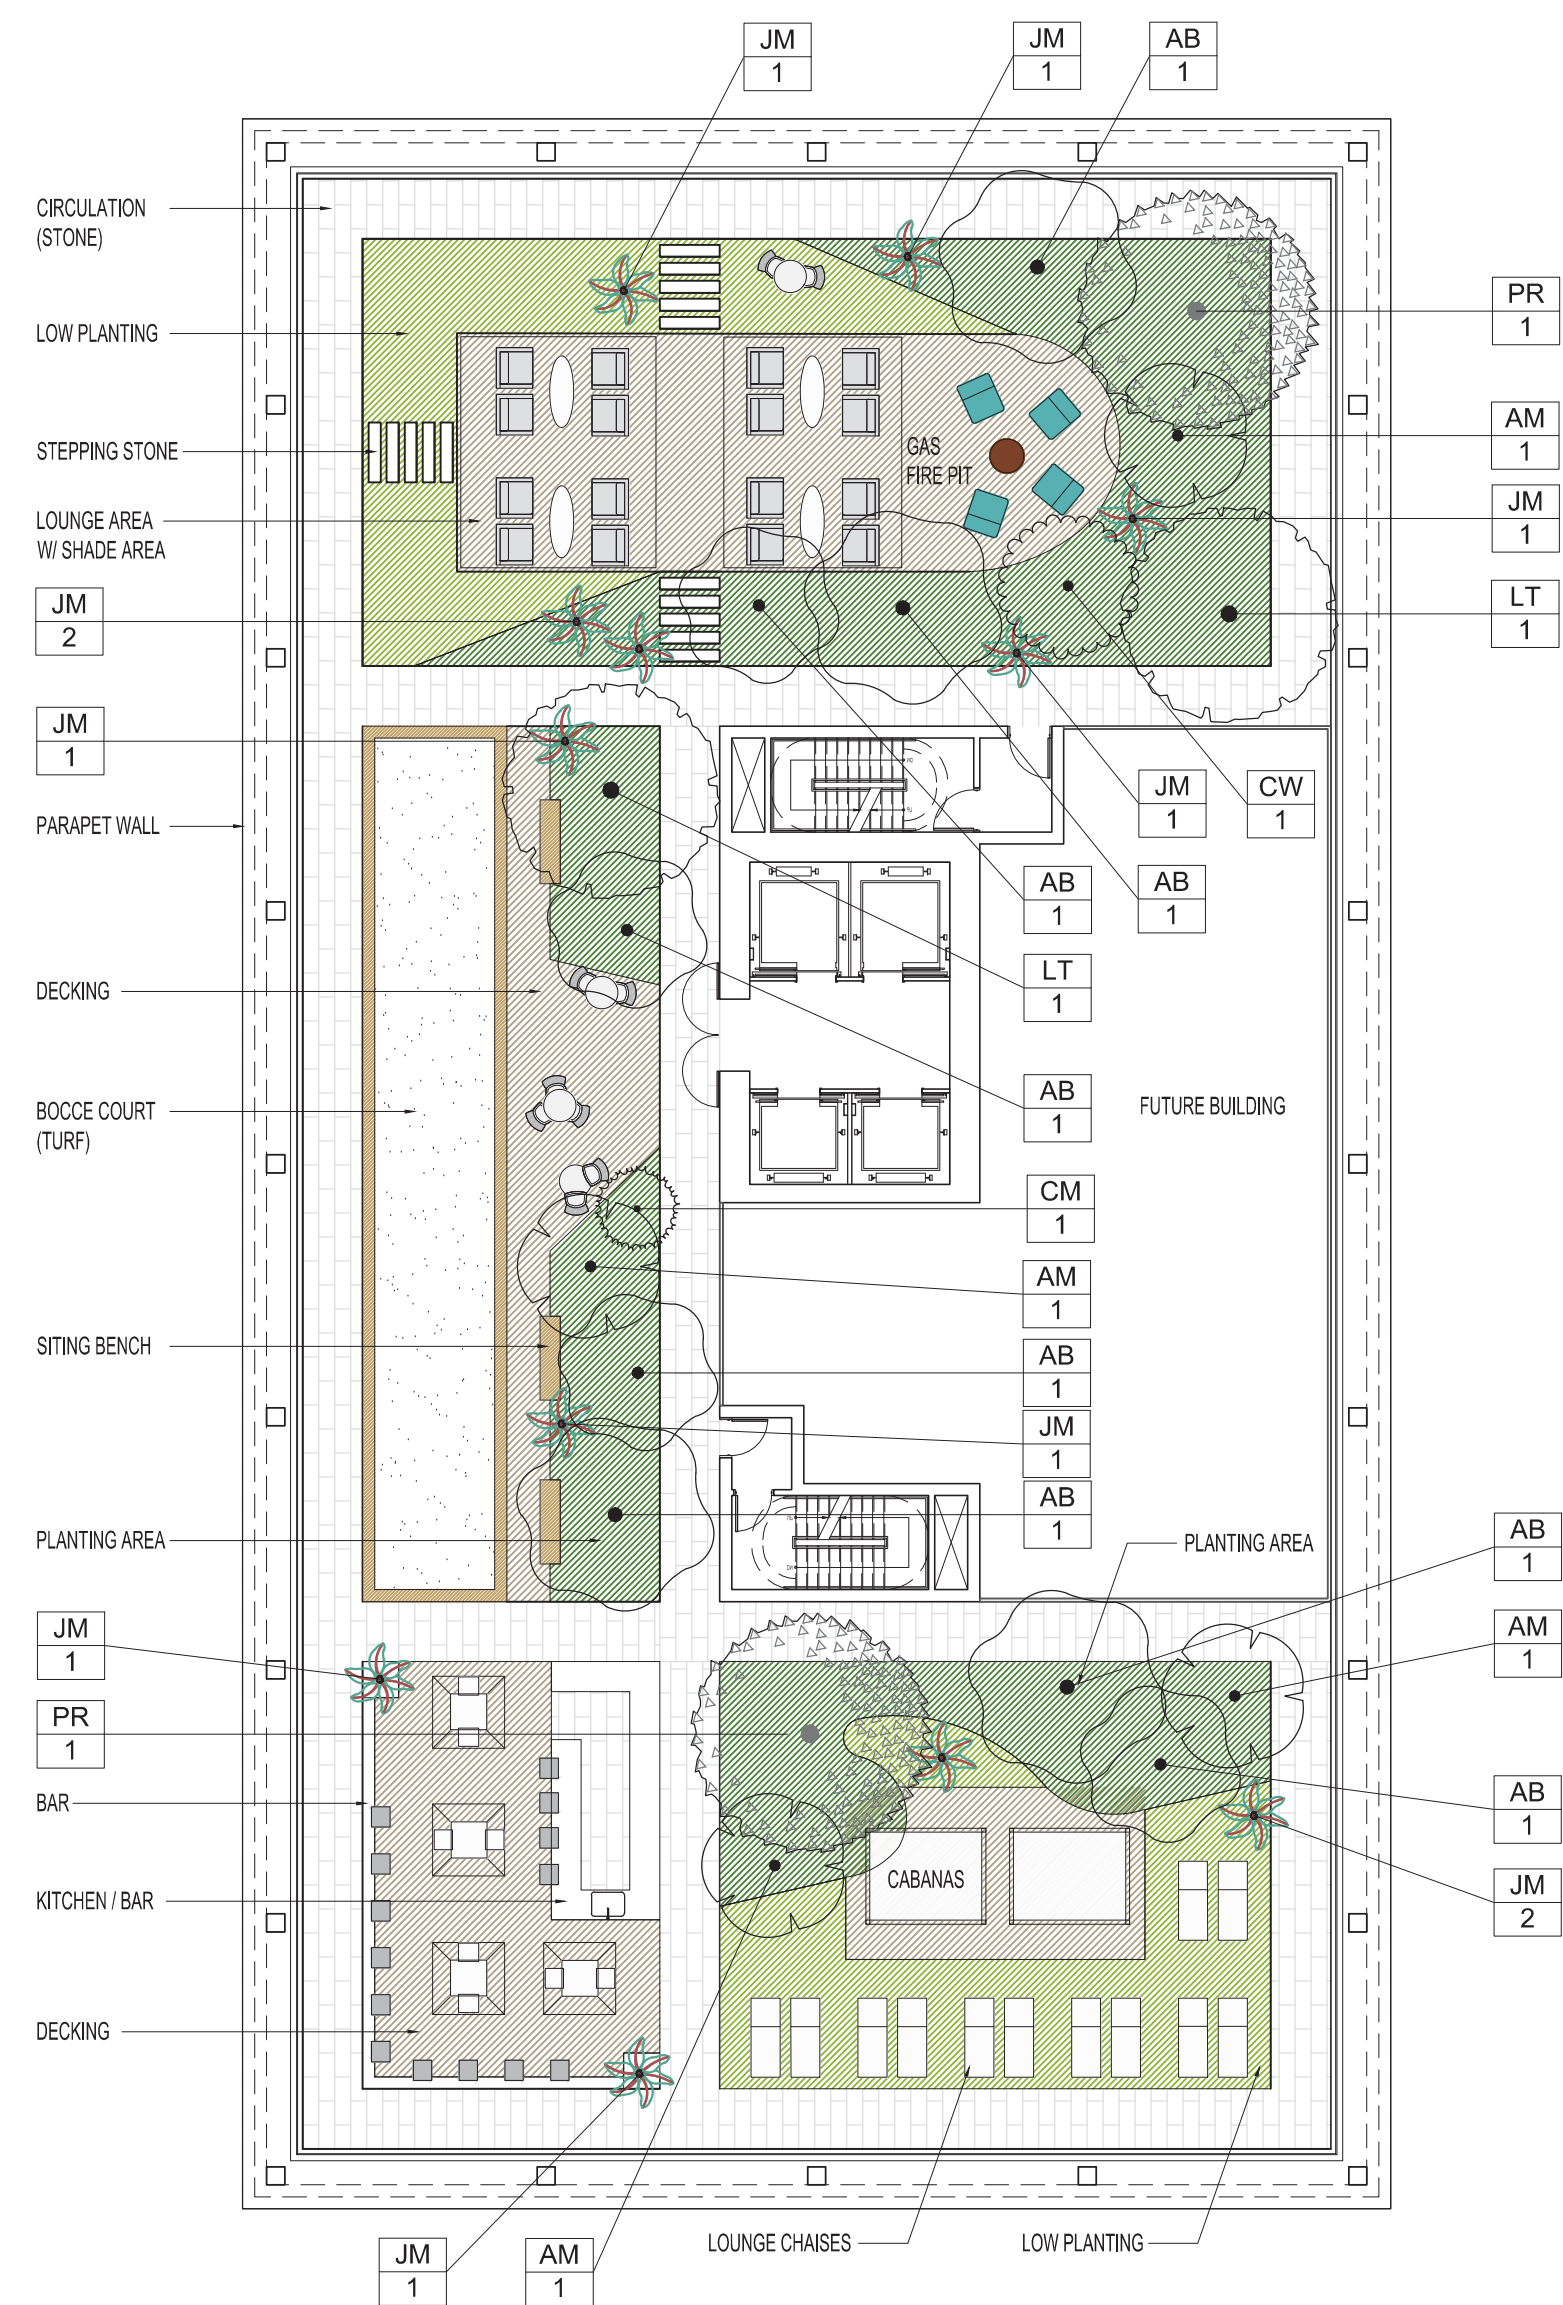 JM
1
JM
1
AB
1
CIRCULATION
(STONE)
PR
1
LOW PLANTING
AM
1
STEPPING STONE
GAS
FIRE PIT
JM
1
LOUNGE AREA
W/ SHADE AREA
LT
1
JM
2
JM
1
JM
1
CW
1
PARAPET WALL
AB
1
AB
1
LT
1
DECKING
AB
1
BOCCE COURT
(TURF)
FUTURE BUILDING
CM
1
AM
1
SITING BENCH
AB
1
JM
1
AB
1
PLANTING AREA
PLANTING AREA
AB
1
JM
1
AM
1
PR
1
BAR
AB
1
KITCHEN / BAR
CABANAS
JM
2
DECKING
LOUNGE CHAISES
LOW PLANTING
JM
1
AM
1